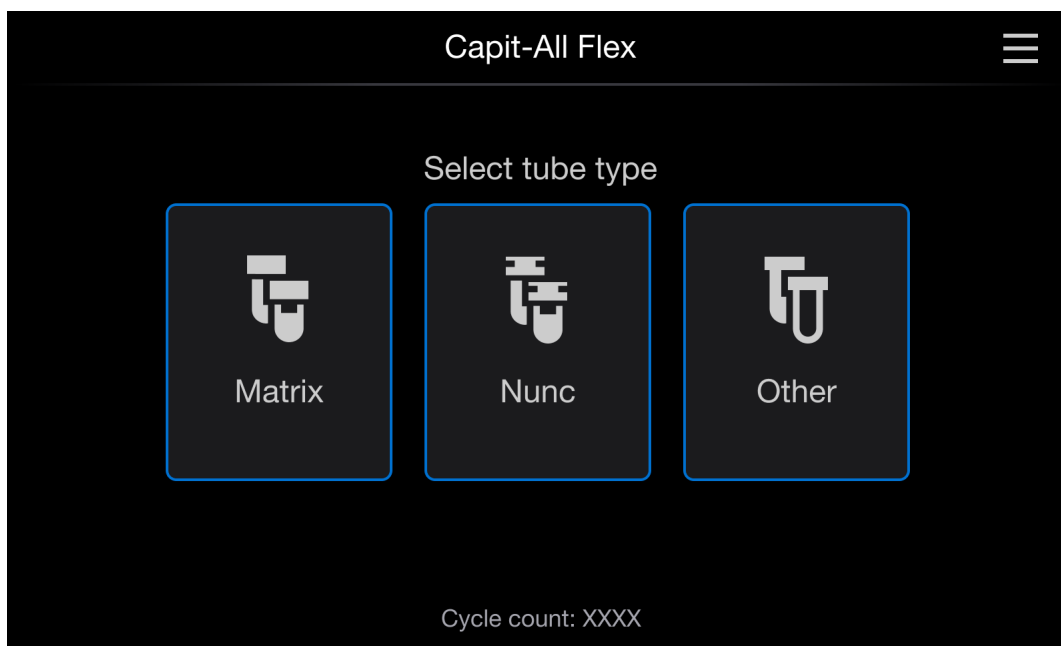 Capit-All Flex
Select tube type
Matrix
Nunc
Other
Cycle count: XXXX